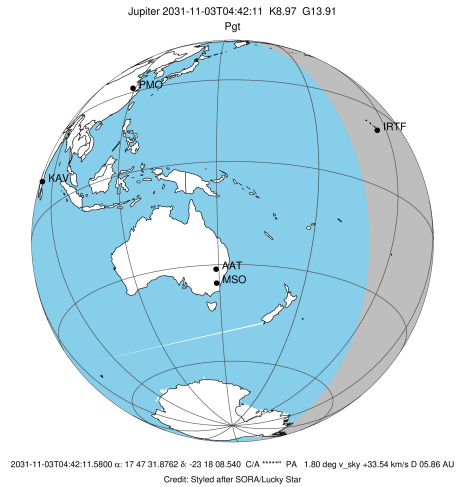 Jupiter 2031-11-03T04:42:11 K8.97 G13.91
Pgt
PMO
IRTF
KAV
AAT
MSO
2031-11-03T04:42:11.5800 α: 17 47 31.8762 δ: -23 18 08.540 C/A *****" PA 1.80 deg v_sky +33.54 km/s D 05.86 AU
Credit: Styled after SORA/Lucky Star